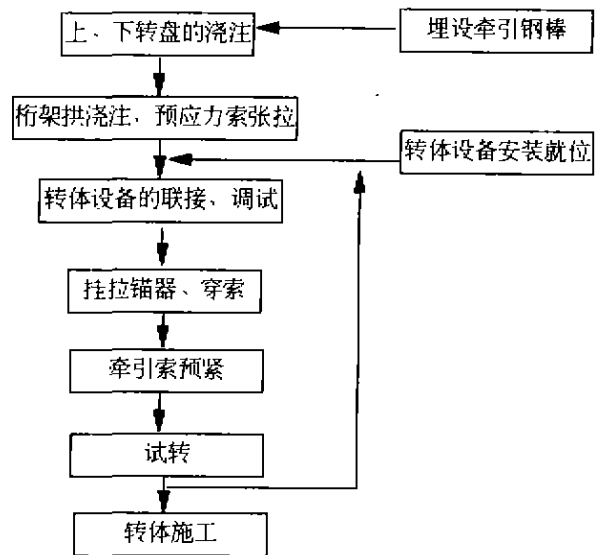 上、下转盘的浇注
埋设牵引钢棒
桁架拱浇注、预应力索张拉
转体设备安装就位
转体设备的联接、调试
挂拉锚器、穿索
牵引索预紧
试转
转体施工